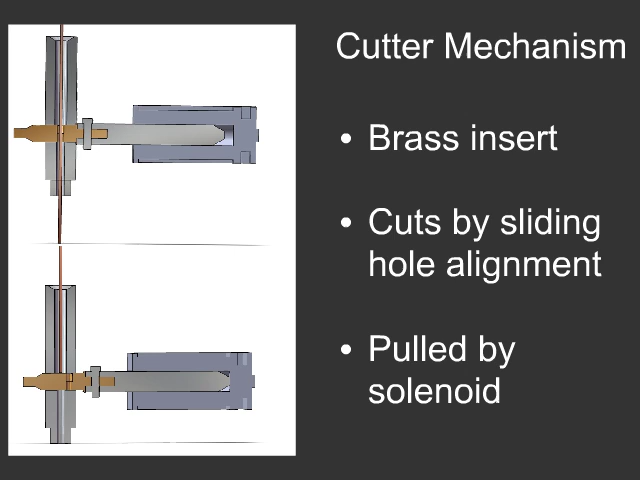 Cutter Mechanism
• Brass insert
• Cuts by sliding
hole alignment
• Pulled by
solenoid